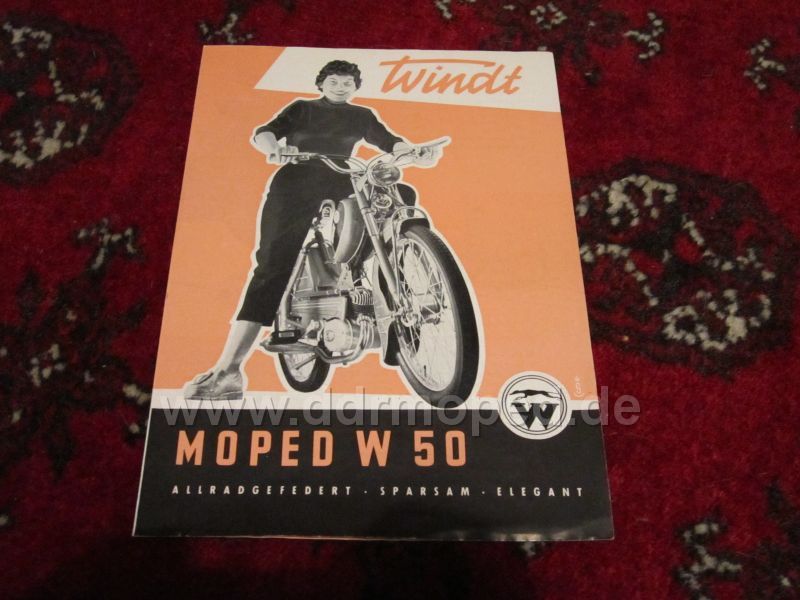 Windt
W
www.ddrmoped.de
MOPED W 50
ALLRADGEFEDERT · SPARSAM · ELEGANT